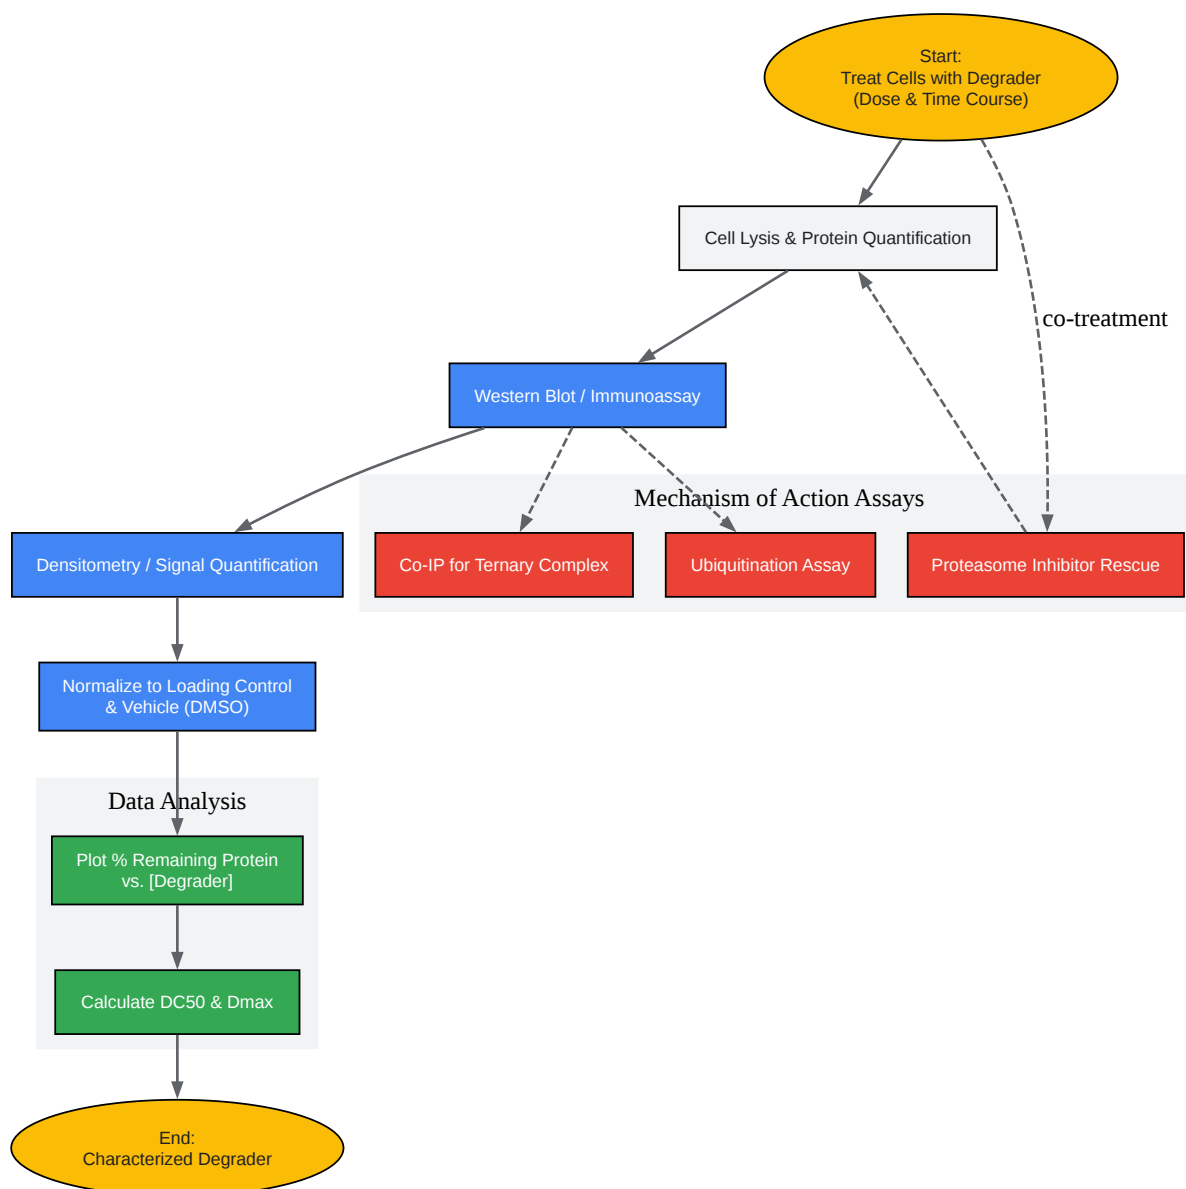 Start:
Treat Cells with Degrader
(Dose & Time Course)
Cell Lysis & Protein Quantification
co-treatment
Western Blot / Immunoassay
Mechanism of Action Assays
Densitometry / Signal Quantification
Co-IP for Ternary Complex
Ubiquitination Assay
Proteasome Inhibitor Rescue
Normalize to Loading Control
& Vehicle (DMSO)
Data Analysis
Plot % Remaining Protein
vs. [Degrader]
Calculate DC50 & Dmax
End:
Characterized Degrader